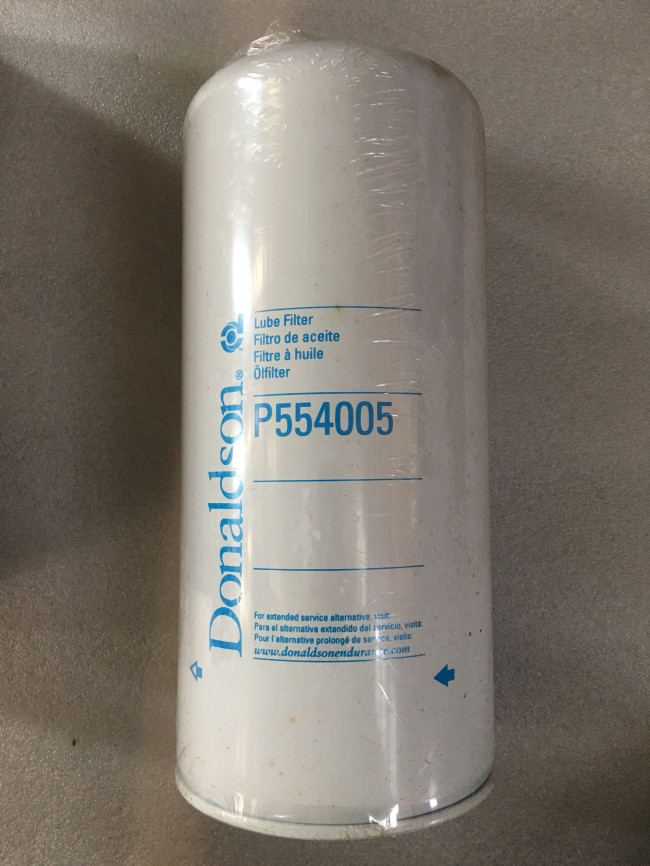 Donaldson®
Lube Filter
Filtro de aceite
Filtre à huile
Ölfilter
P554005
For extended service alternative, visit:
Para el alternativa extendido del servicio, visita:
Pour l'alternative prolongé de service, visite:
www.donaldsonendurance.com